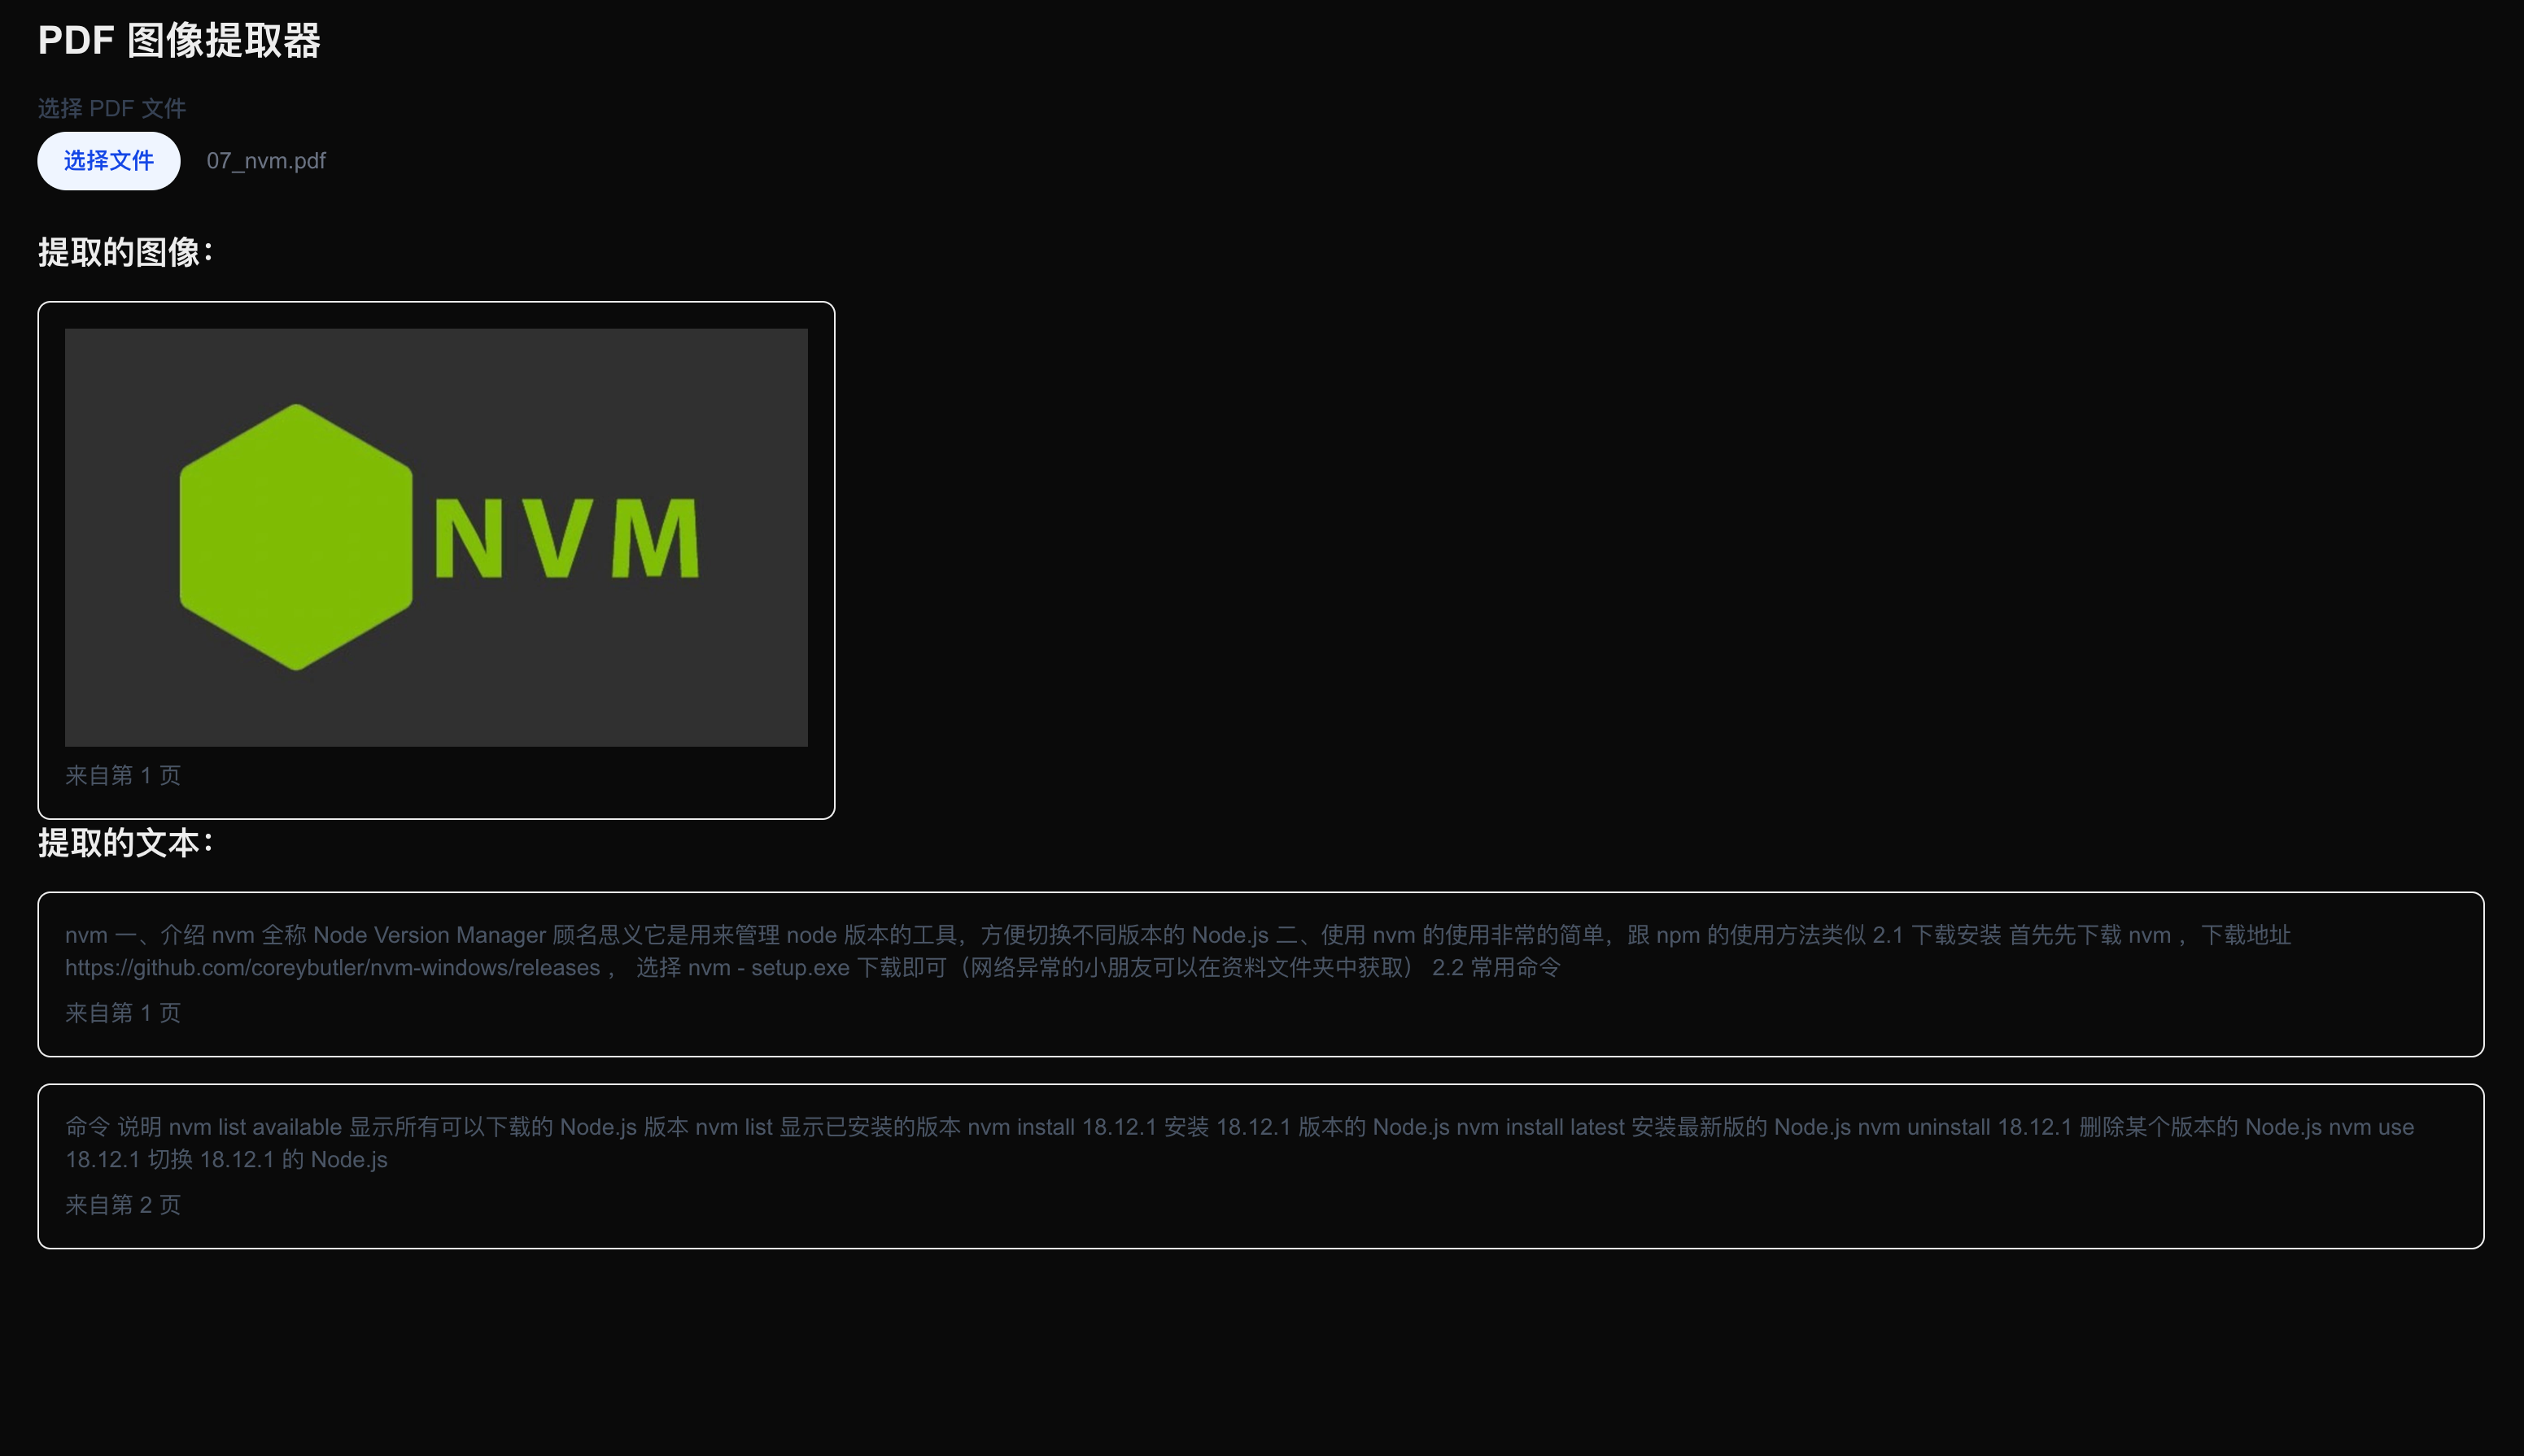 PDF 图像提取器
选择 PDF 文件
选择文件 07_nvm.pdf
提取的图像：
NVM
来自第 1 页
提取的文本：
nvm 一、介绍 nvm 全称 Node Version Manager 顾名思义它是用来管理 node 版本的工具，方便切换不同版本的 Node.js 二、使用 nvm 的使用非常的简单，跟 npm 的使用方法类似 2.1 下载安装 首先先下载 nvm ，下载地址
https://github.com/coreybutler/nvm-windows/releases ， 选择 nvm - setup.exe 下载即可（网络异常的小朋友可以在资料文件夹中获取） 2.2 常用命令
来自第 1 页
命令 说明 nvm list available 显示所有可以下载的 Node.js 版本 nvm list 显示已安装的版本 nvm install 18.12.1 安装 18.12.1 版本的 Node.js nvm install latest 安装最新版的 Node.js nvm uninstall 18.12.1 删除某个版本的 Node.js nvm use
18.12.1 切换 18.12.1 的 Node.js
来自第 2 页